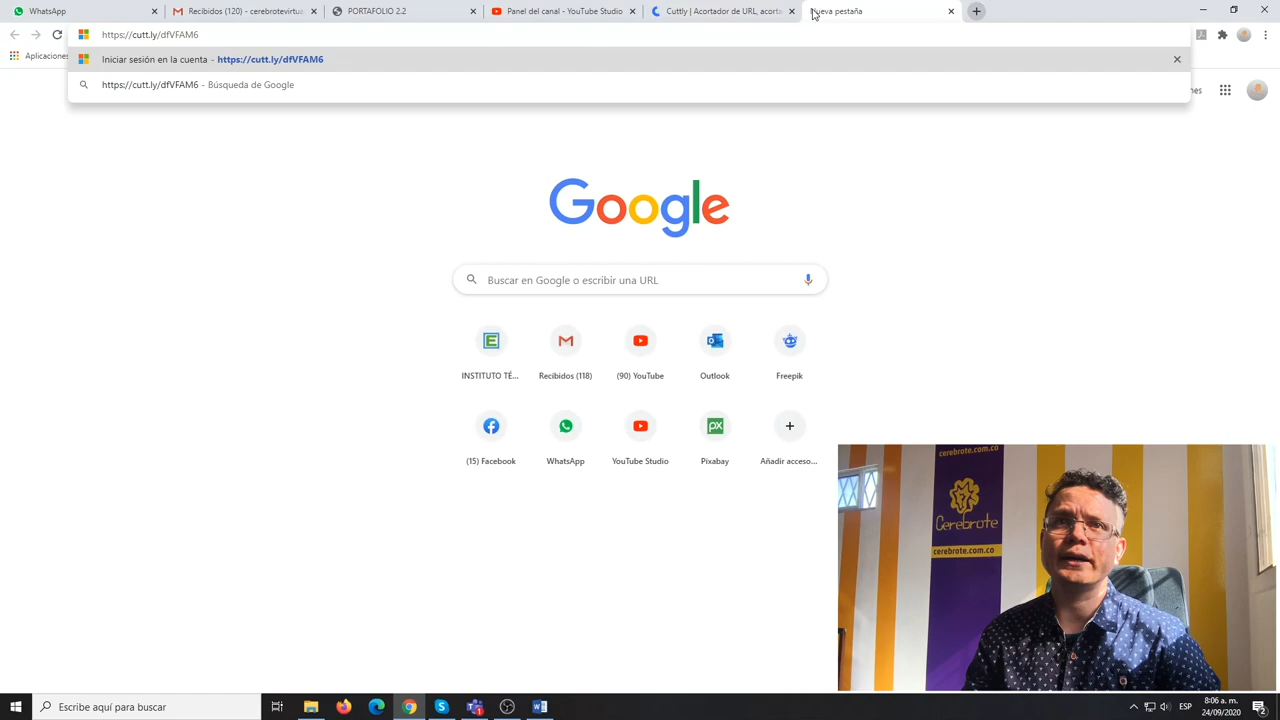 WhatsApp
Recibidos (120) - cerebrotevirtua
PORTAFOLIO 2.2
Panel del canal - YouTube Studio
Cuttly | Acortador de URL, acorta
Nueva pestaña
https://cutt.ly/dfVFAM6
Aplicaciones
Iniciar sesión en la cuenta - https://cutt.ly/dfVFAM6
https://cutt.ly/dfVFAM6 - Búsqueda de Google
nes
Google
Buscar en Google o escribir una URL
INSTITUTO TÉ...
Recibidos (118)
(90) YouTube
Outlook
Freepik
(15) Facebook
WhatsApp
YouTube Studio
Pixabay
Añadir acceso...
cerebrote.com.co
Cerebrote
cerebrote.com.co
Escribe aquí para buscar
ESP
8:06 a. m.
24/09/2020